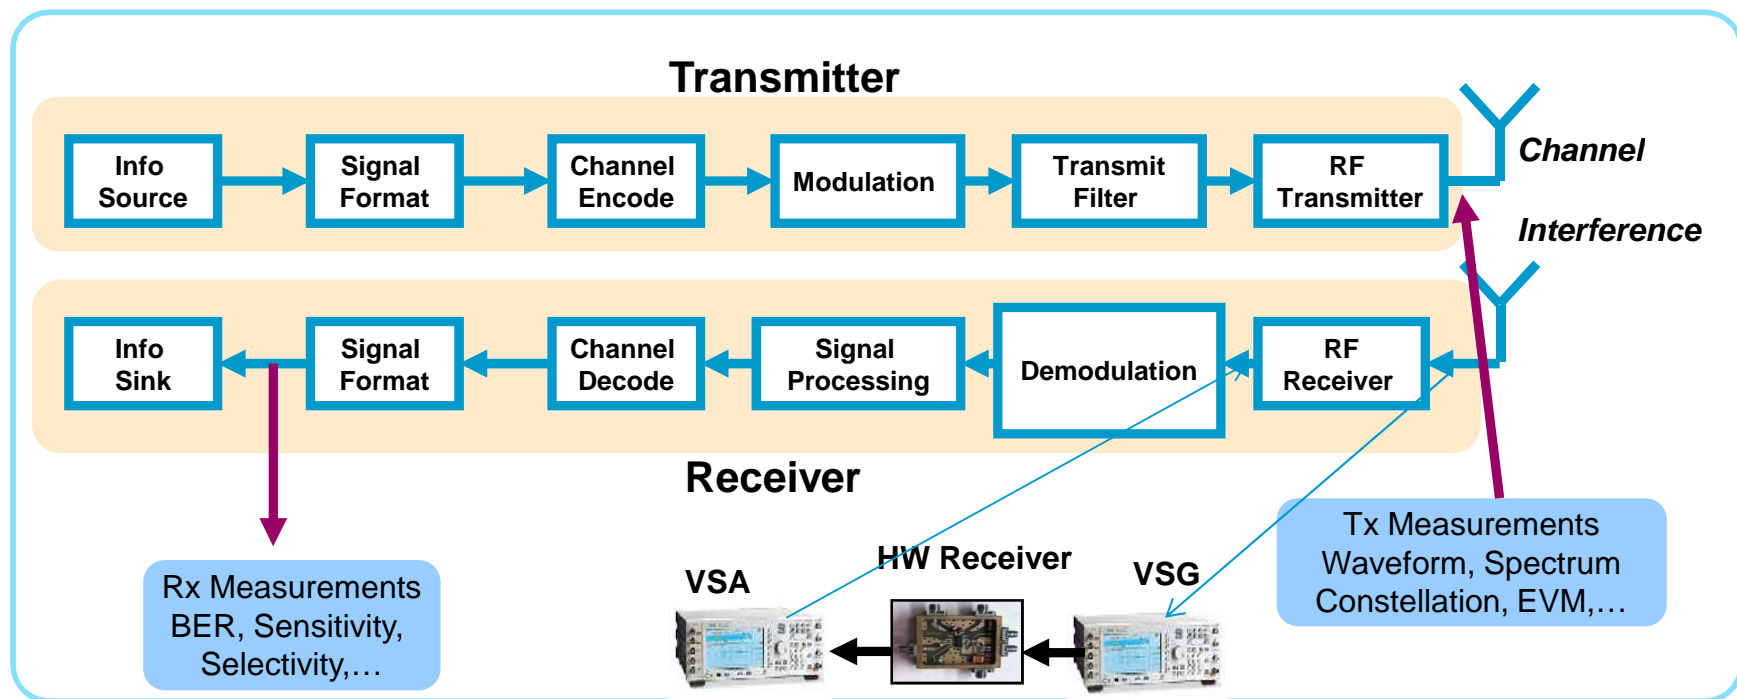 Transmitter
Info
Source
Signal
Format
Channel
Encode
Modulation
Transmit
Filter
RF
Transmitter
Channel
Interference
Info
Sink
Signal
Format
Channel
Decode
Signal
Processing
Demodulation
RF
Receiver
Receiver
Rx Measurements
BER, Sensitivity,
Selectivity,...
VSA
HW Receiver
VSG
Tx Measurements
Waveform, Spectrum
Constellation, EVM,...